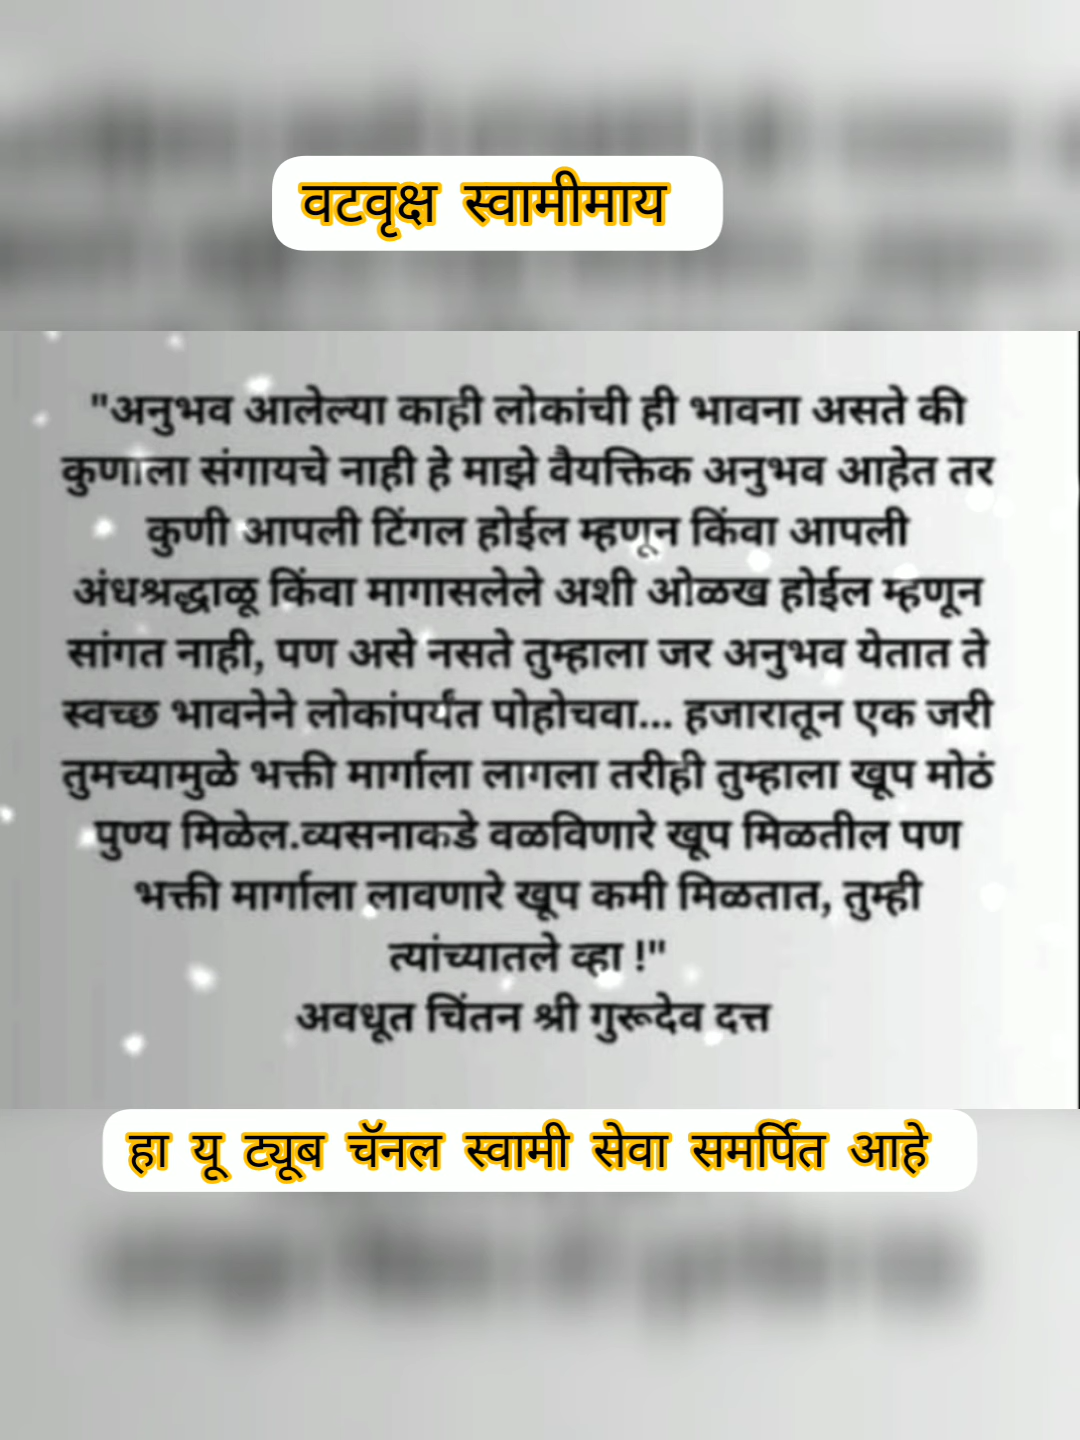 वटवृक्ष स्वामीमाय
"अनुभव आलेल्या काही लोकांची ही भावना असते की
कुणाला संगायचे नाही हे माझे वैयक्तिक अनुभव आहेत तर
कुणी आपली टिंगल होईल म्हणून किंवा आपली
अंधश्रद्धाळू किंवा मागासलेले अशी ओळख होईल म्हणून
सांगत नाही, पण असे नसते तुम्हाला जर अनुभव येतात ते
स्वच्छ भावनेने लोकांपर्यंत पोहोचवा... हजारातून एक जरी
तुमच्यामुळे भक्ती मार्गाला लागला तरीही तुम्हाला खूप मोठं
पुण्य मिळेल.व्यसनाकडे वळविणारे खूप मिळतील पण
भक्ती मार्गाला लावणारे खूप कमी मिळतात, तुम्ही
त्यांच्यातले व्हा !"
अवधूत चिंतन श्री गुरूदेव दत्त
हा यू ट्यूब चॅनल स्वामी सेवा समर्पित आहे